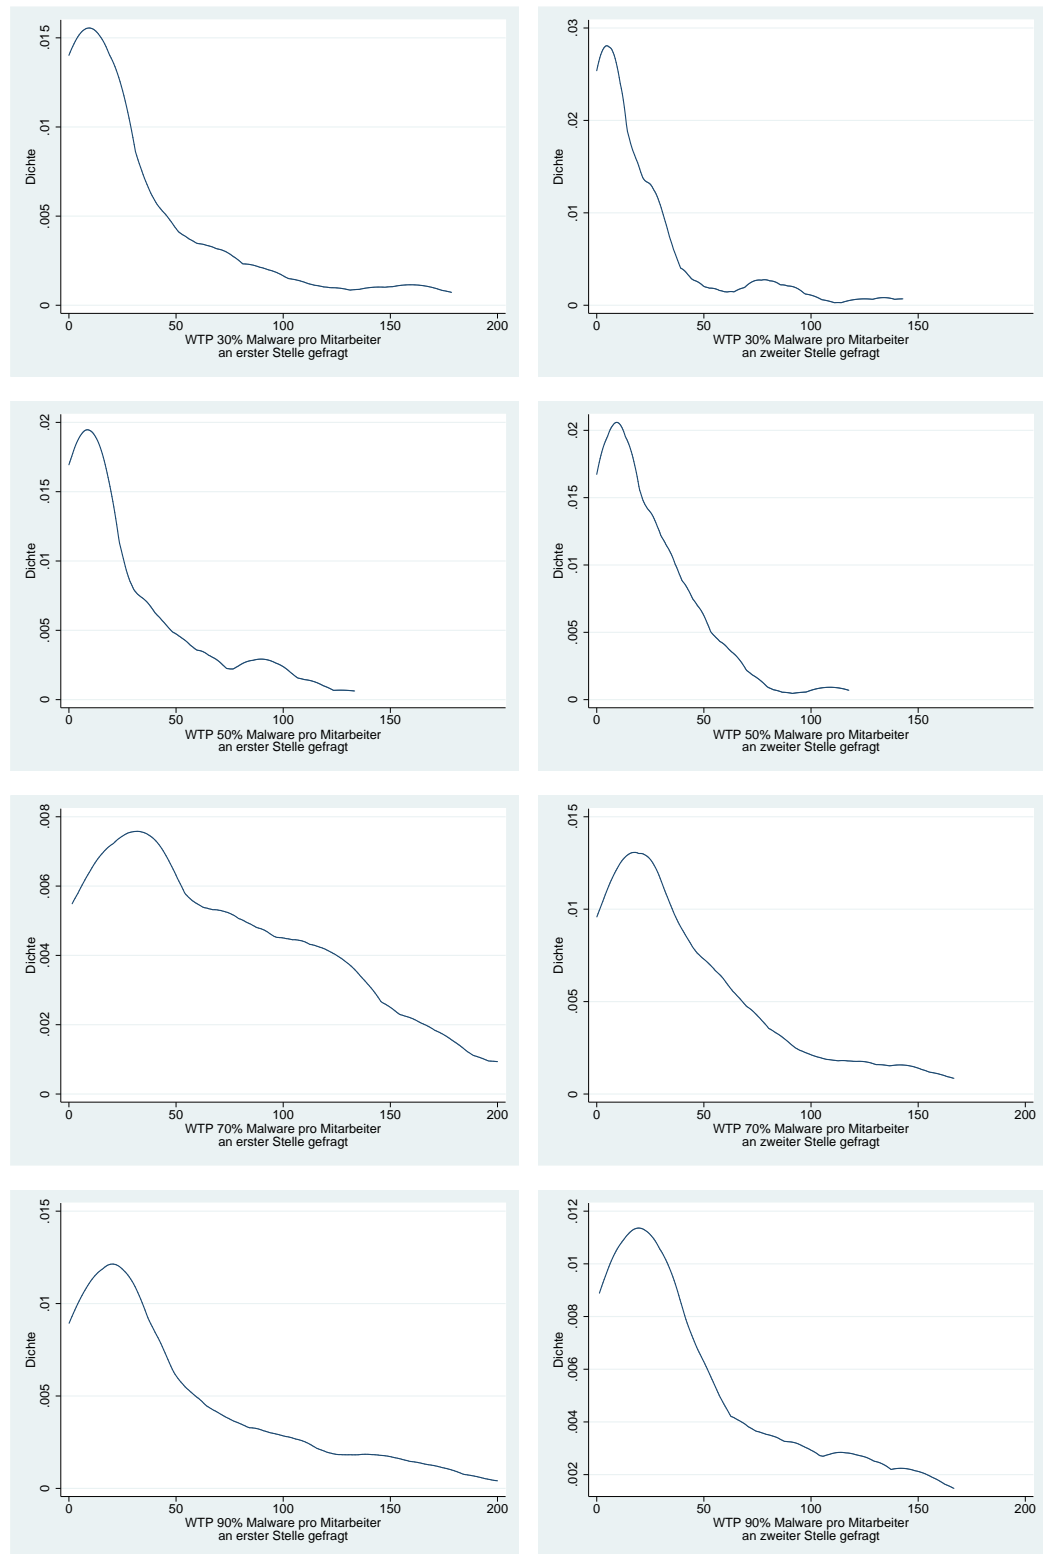 .015
.01
.005
0
Dichte
0 50 100 150 200
WTP 30% Malware pro Mitarbeiter
an erster Stelle gefragt
.03
.02
.01
0
Dichte
0 50 100 150
WTP 30% Malware pro Mitarbeiter
an zweiter Stelle gefragt
.02
.015
.01
.005
0
Dichte
0 50 100 150
WTP 50% Malware pro Mitarbeiter
an erster Stelle gefragt
.02
.015
.01
.005
0
Dichte
0 50 100 150
WTP 50% Malware pro Mitarbeiter
an zweiter Stelle gefragt
.008
.006
.004
.002
0
Dichte
0 50 100 150 200
WTP 70% Malware pro Mitarbeiter
an erster Stelle gefragt
.015
.01
.005
0
Dichte
0 50 100 150 200
WTP 70% Malware pro Mitarbeiter
an zweiter Stelle gefragt
.015
.01
.005
0
Dichte
0 50 100 150 200
WTP 90% Malware pro Mitarbeiter
an erster Stelle gefragt
.012
.01
.008
.006
.004
.002
Dichte
0 50 100 150 200
WTP 90% Malware pro Mitarbeiter
an zweiter Stelle gefragt